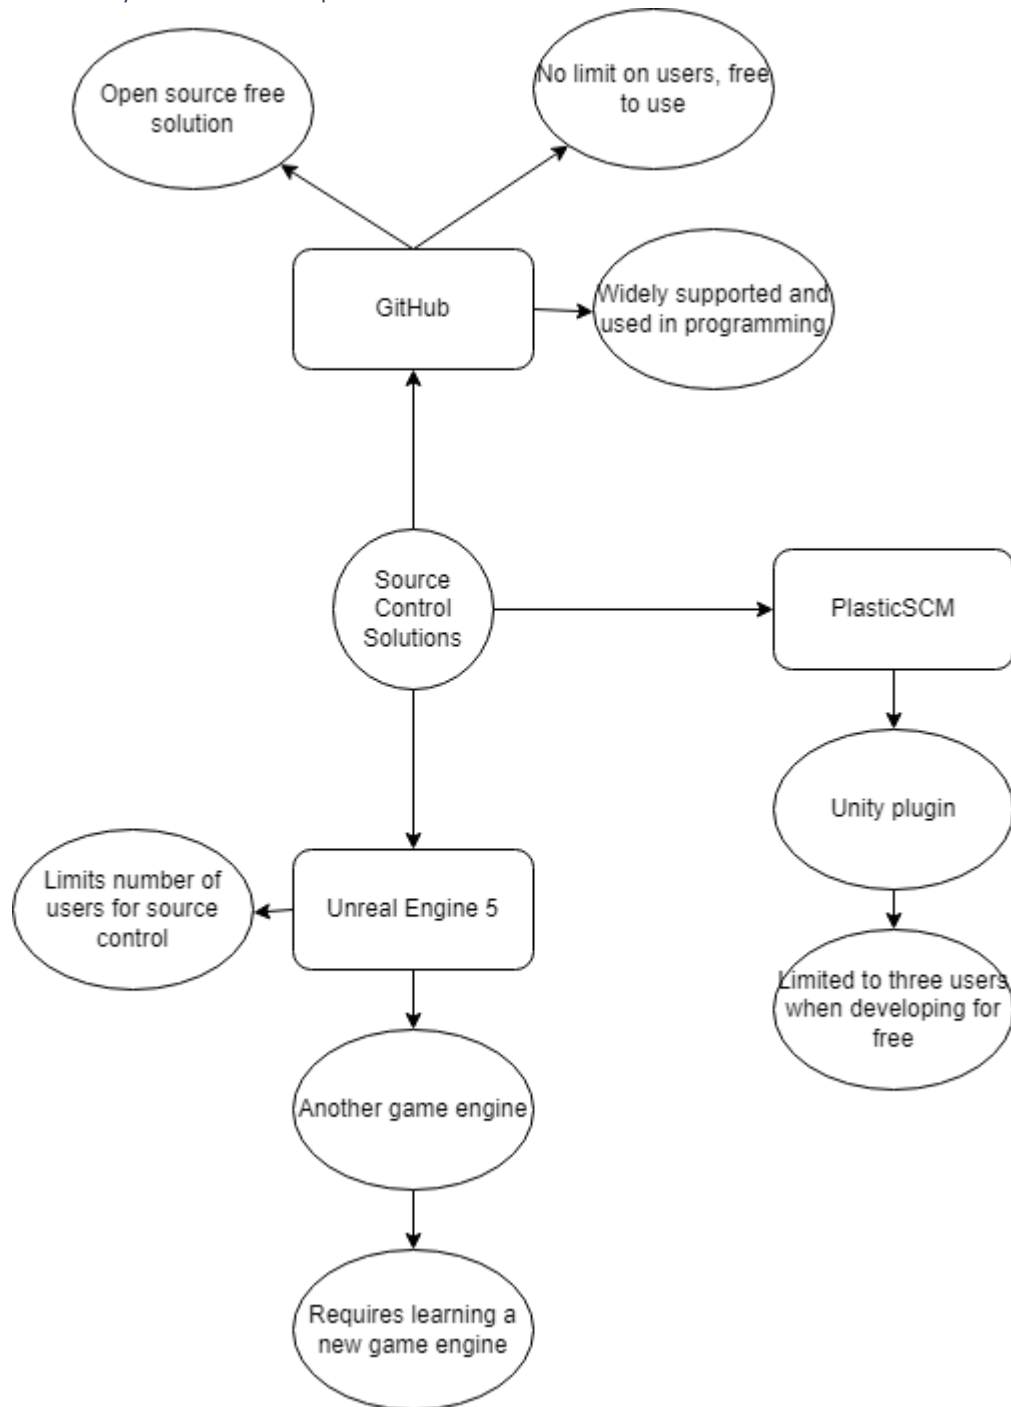 Open source free
solution
No limit on users, free
to use
GitHub
Widely supported and
used in programming
Source
Control
Solutions
PlasticSCM
Unity plugin
Limits number of
users for source
control
Unreal Engine 5
Limited to three users
when developing for
free
Another game engine
Requires learning a
new game engine